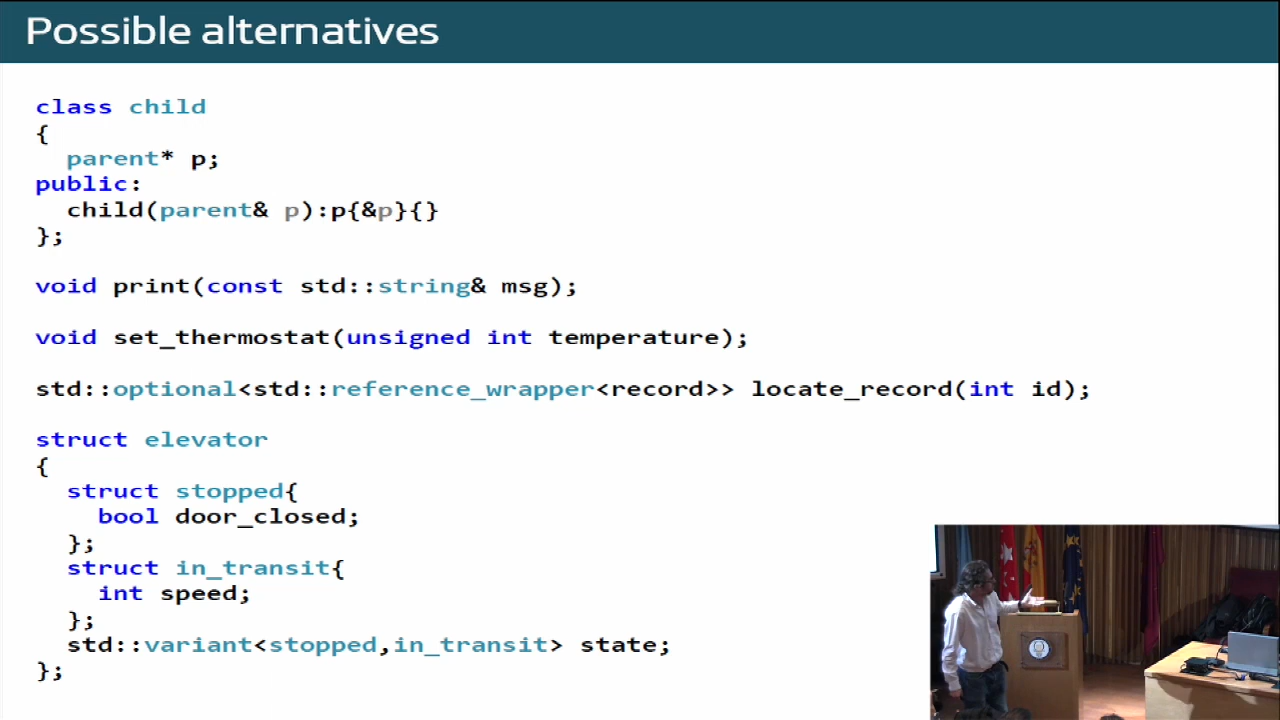 Possible alternatives
class child
{
  parent* p;
public:
  child(parent& p):p{&p}{}
};
void print(const std::string& msg);
void set_thermostat(unsigned int temperature);
std::optional<std::reference_wrapper<record>> locate_record(int id);
struct elevator
{
  struct stopped{
    bool door_closed;
  };
  struct in_transit{
    int speed;
  };
  std::variant<stopped,in_transit> state;
};